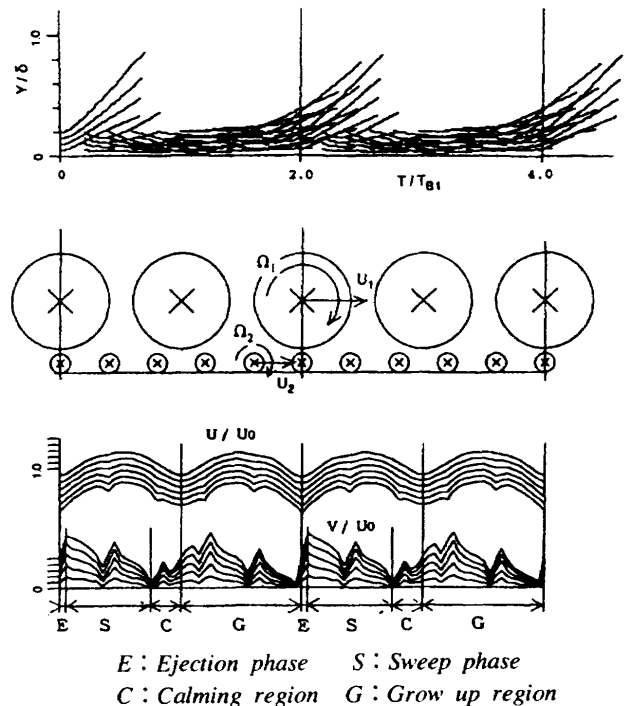 1.0
Y/δ
0
0 2.0 4.0
T/T_B1
Ω₁
U₁
Ω₂
U₂
U / U₀
1.0
V / U₀
0
E S C G E S C G
E : Ejection phase S : Sweep phase
C : Calming region G : Grow up region